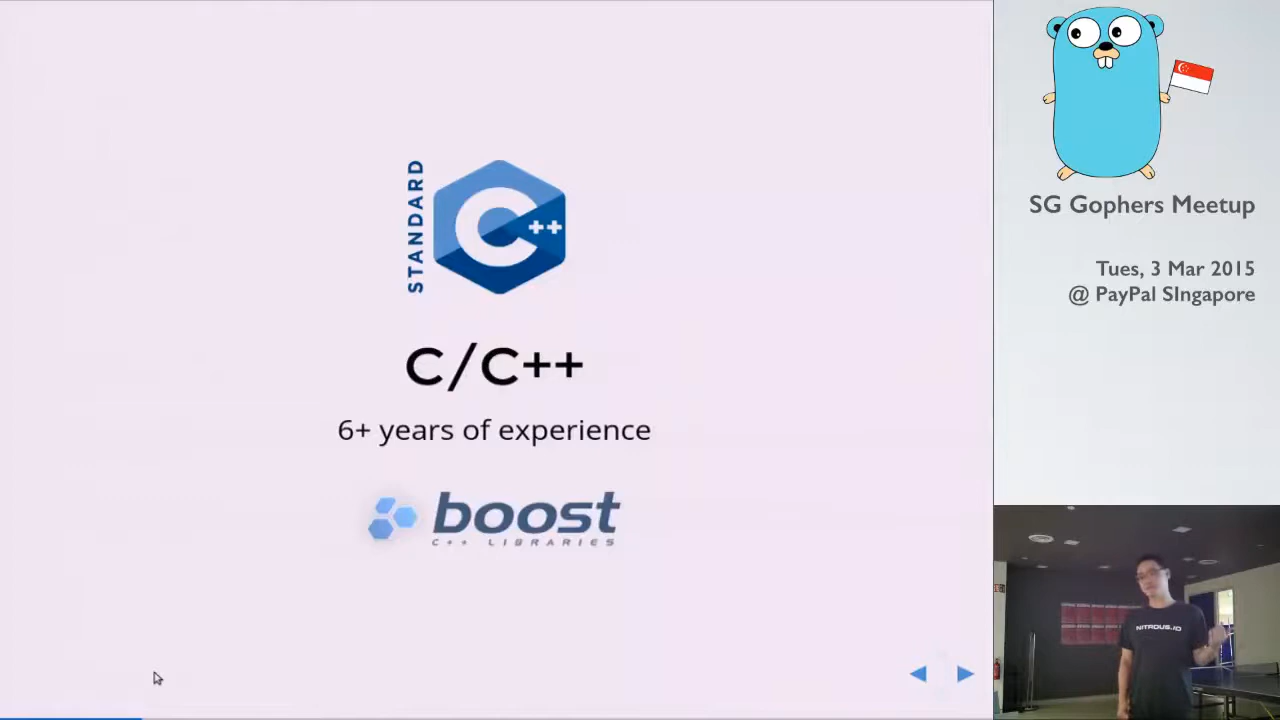 STANDARD
C++
C/C++
6+ years of experience
boost
C++ LIBRARIES
SG Gophers Meetup
Tues, 3 Mar 2015
@ PayPal SIngapore
NITROUS.IO